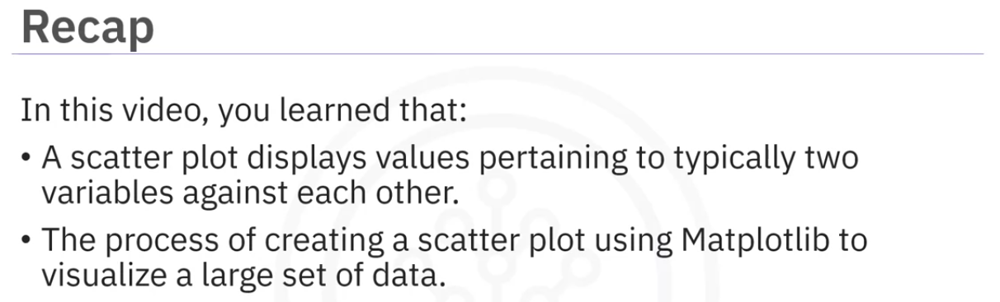 Recap
In this video, you learned that:
• A scatter plot displays values pertaining to typically two
variables against each other.
• The process of creating a scatter plot using Matplotlib to
visualize a large set of data.